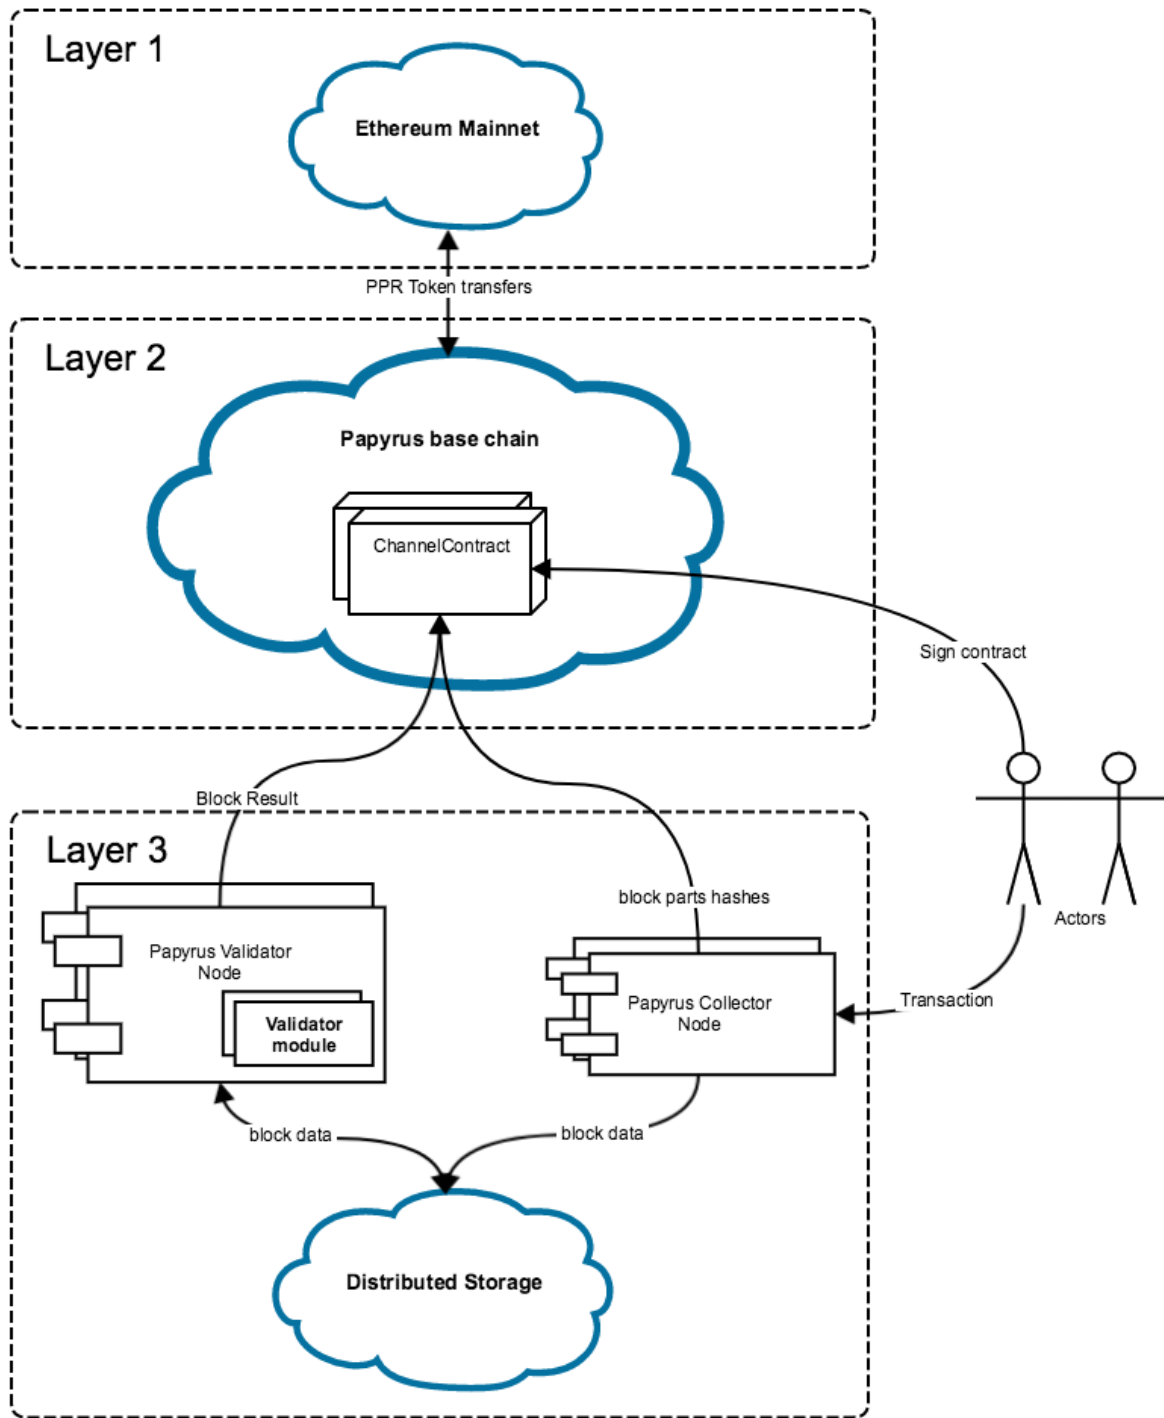 Layer 1
Ethereum Mainnet
PPR Token transfers
Layer 2
Papyrus base chain
ChannelContract
Sign contract
Block Result
Layer 3
block parts hashes
Actors
Papyrus Validator
Node
Validator
module
Papyrus Collector
Node
Transaction
block data
block data
Distributed Storage